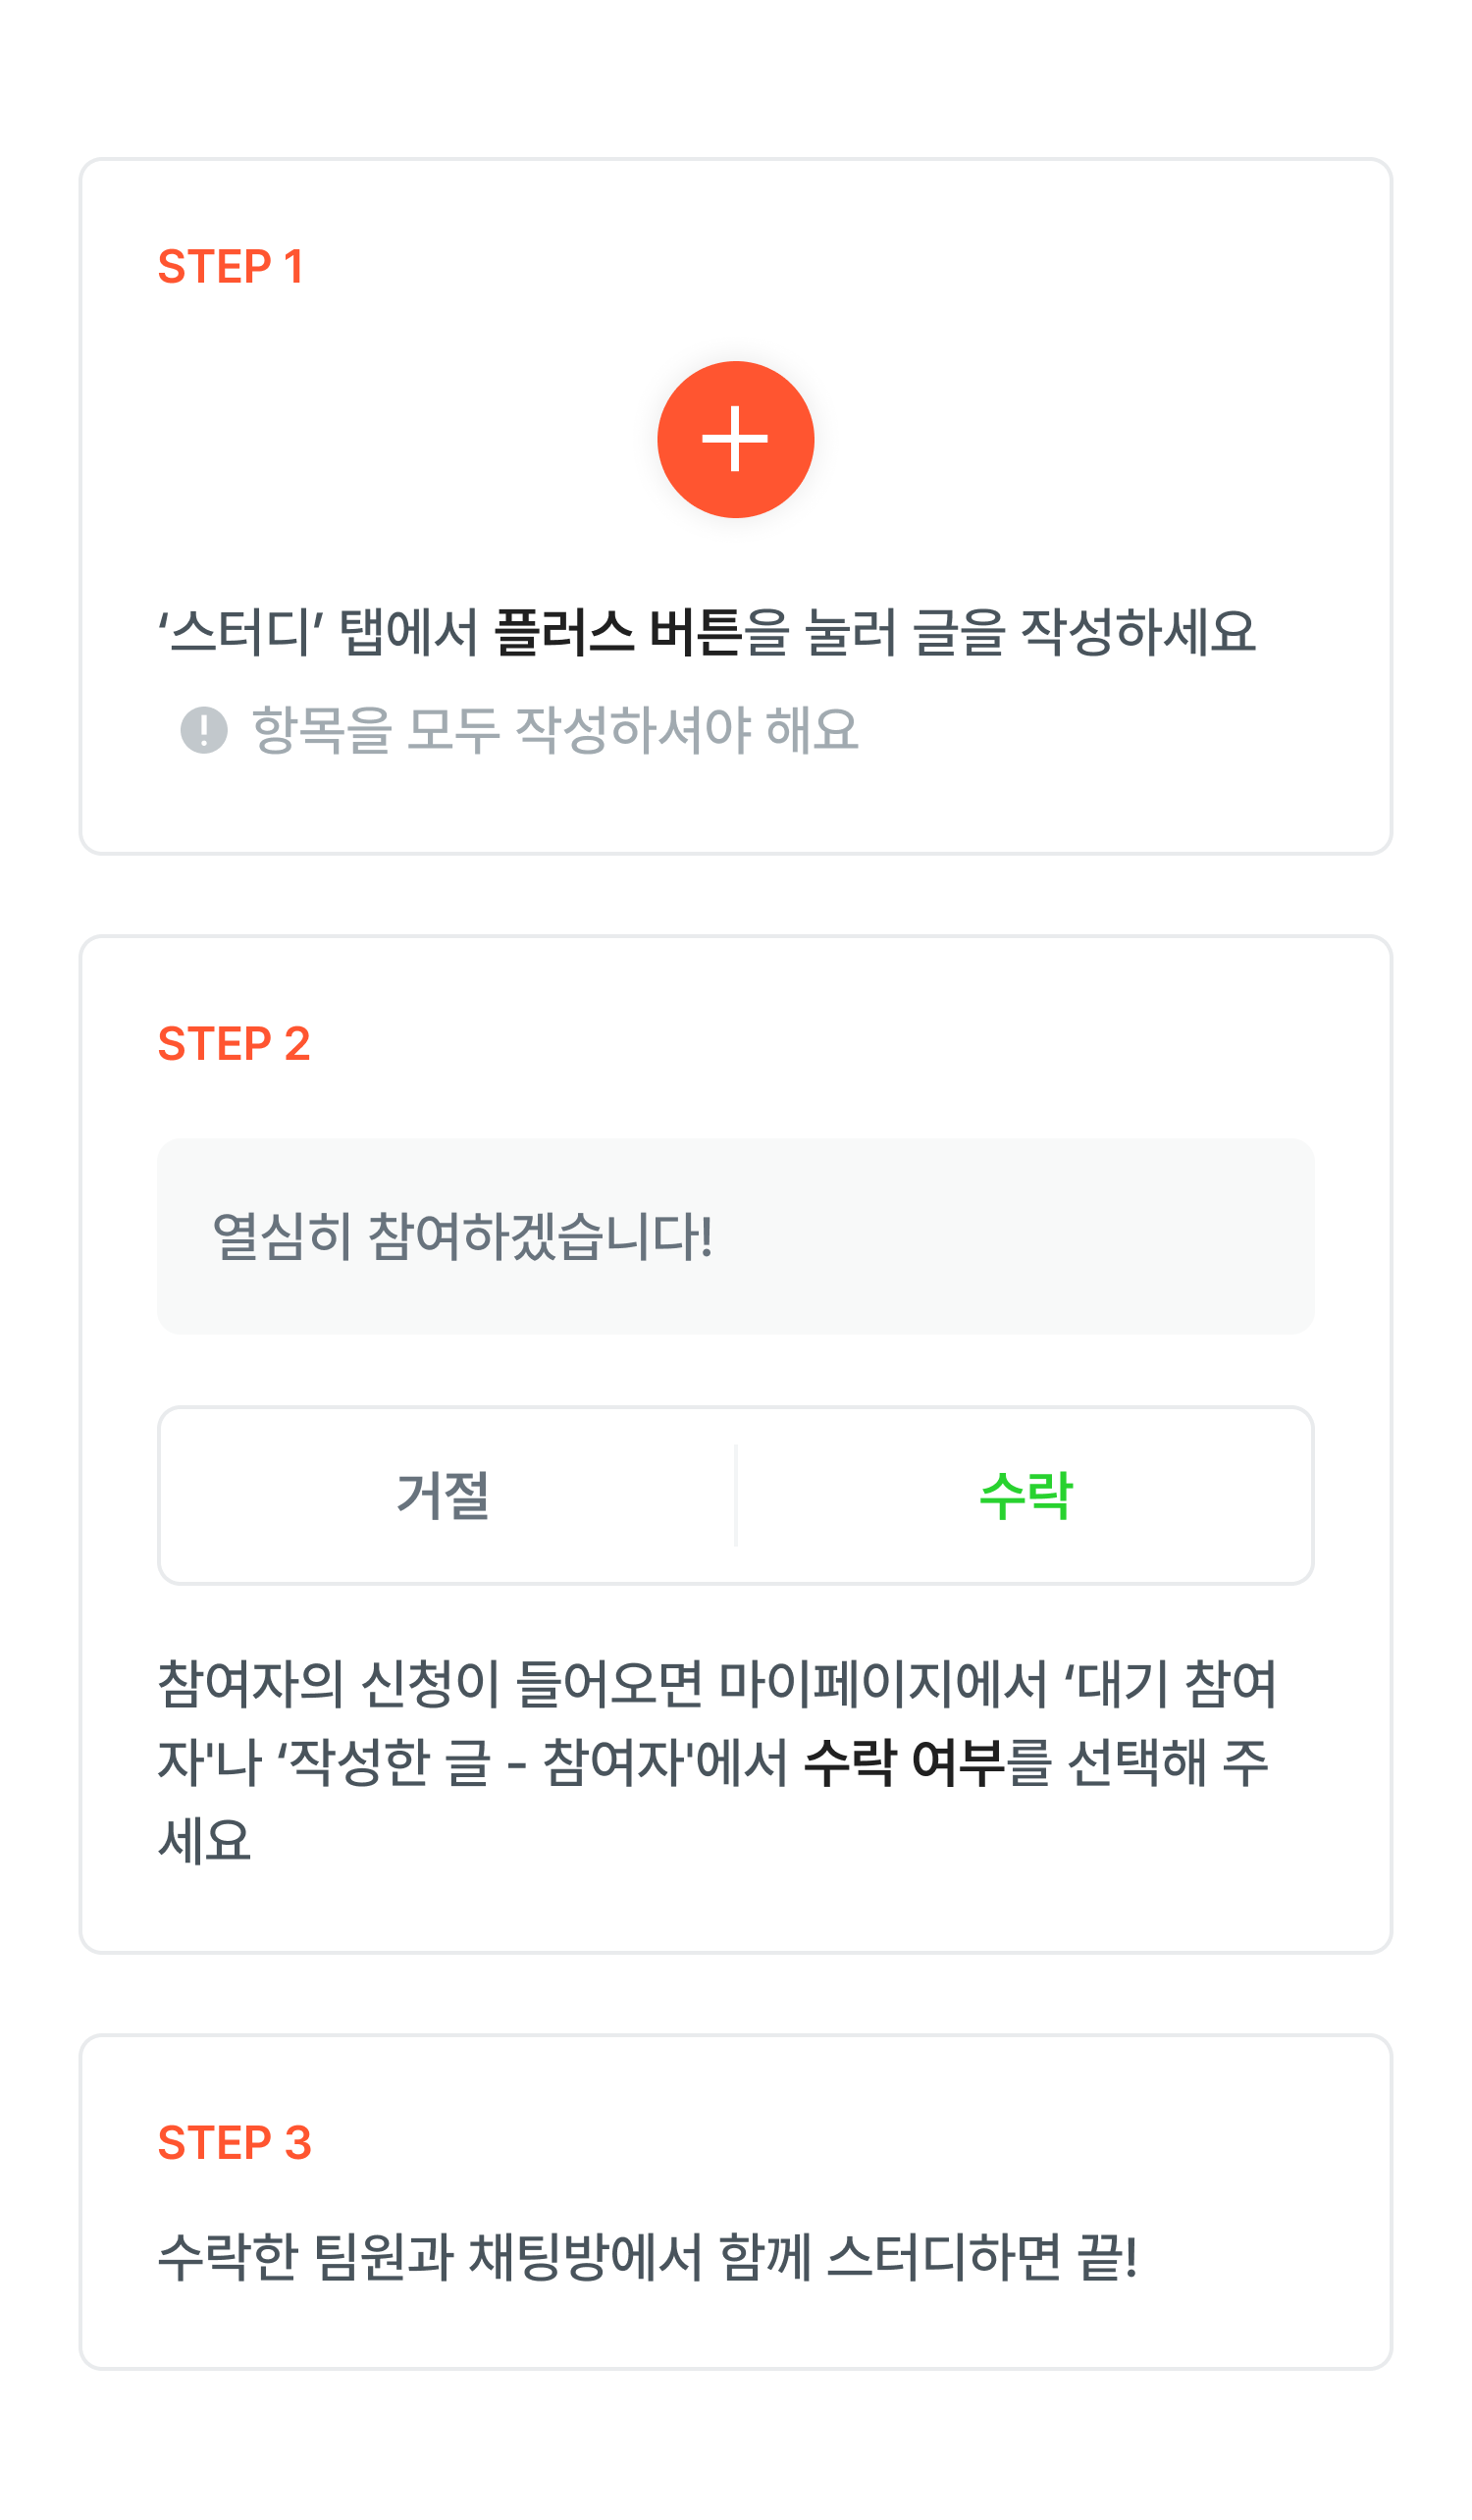 STEP 1
‘스터디’ 탭에서 플러스 버튼을 눌러 글을 작성하세요
항목을 모두 작성하셔야 해요
STEP 2
열심히 참여하겠습니다!
거절
수락
참여자의 신청이 들어오면 마이페이지에서 ‘대기 참여
자'나 ‘작성한 글 - 참여자'에서 수락 여부를 선택해 주
세요
STEP 3
수락한 팀원과 채팅방에서 함께 스터디하면 끝!